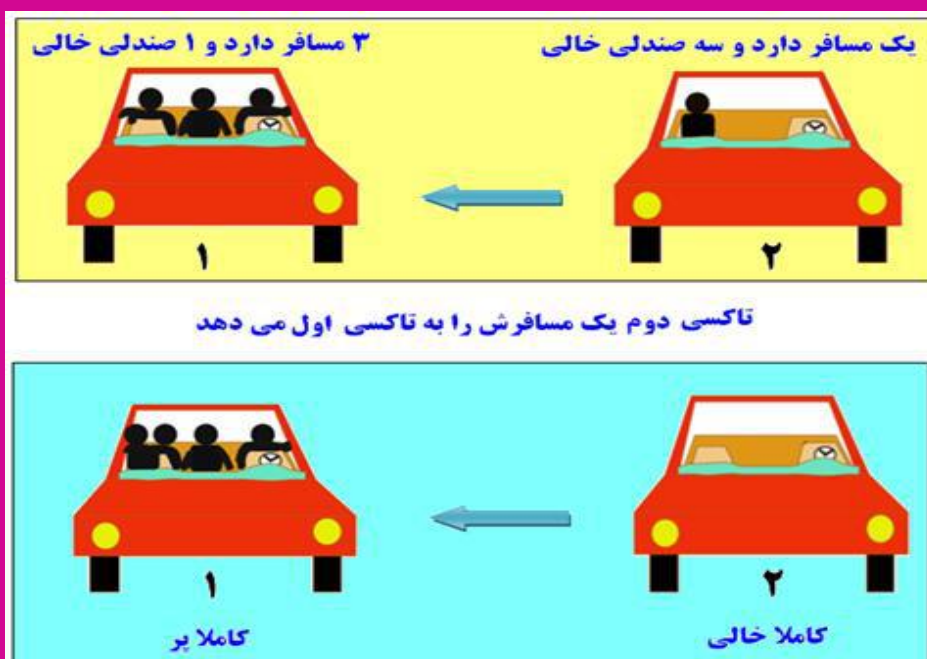 یک مسافر دارد و سه صندلی خالی
۳ مسافر دارد و ۱ صندلی خالی
۲
۱
تاکسی دوم یک مسافرش را به تاکسی اول می دهد
۲
۱
کاملا خالی
کاملا پر